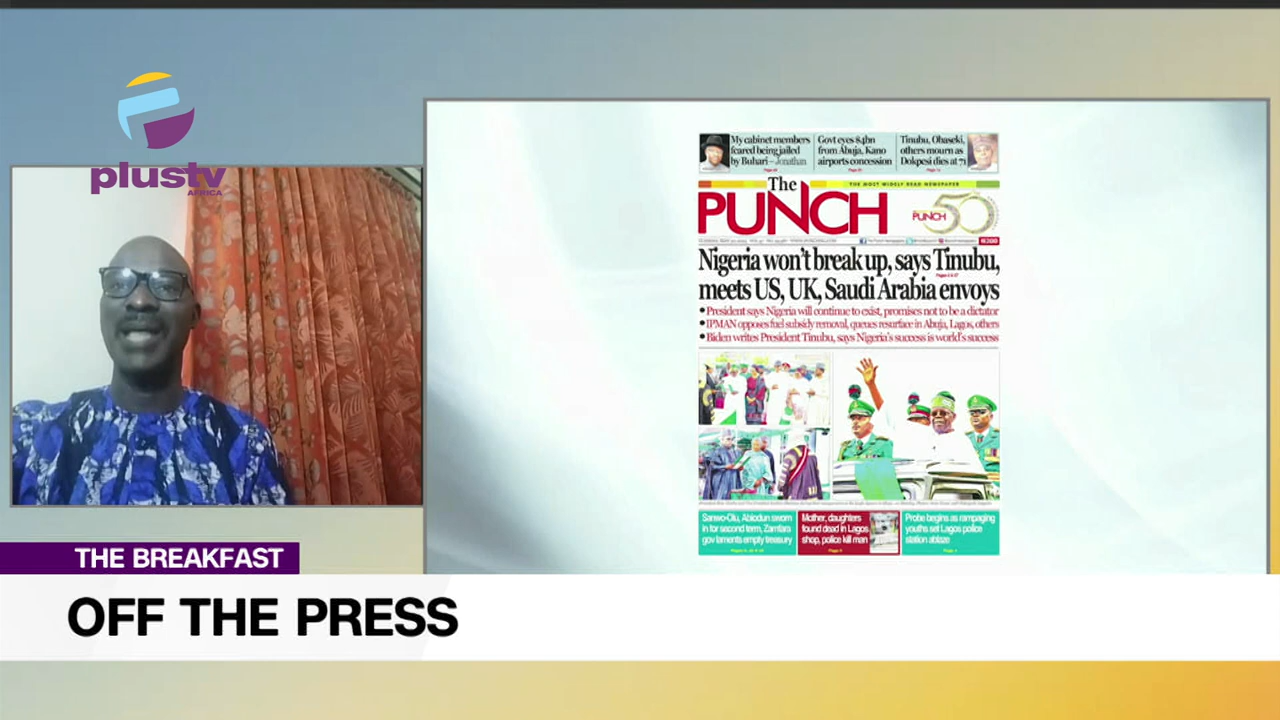 plustv
AFRICA
My cabinet members
feared being jailed
by Buhari – Jonathan
Govt eyes $4bn
from Abuja, Kano
airports concession
Tinubu, Obaseki,
others mourn as
Dokpesi dies at 71
The
PUNCH
THE MOST WIDELY READ NEWSPAPER
PUNCH 50
Nigeria won't break up, says Tinubu,
meets US, UK, Saudi Arabia envoys
• President says Nigeria will continue to exist, promises not to be a dictator
• IPMAN opposes fuel subsidy removal, queues resurface in Abuja, Lagos, others
• Biden writes President Tinubu, says Nigeria's success is world's success
Sanwo-Olu, Abiodun sworn
in for second term, Zamfara
gov laments empty treasury
Mother, daughters
found dead in Lagos
shop, police kill man
Probe begins as rampaging
youths set Lagos police
station ablaze
THE BREAKFAST
OFF THE PRESS